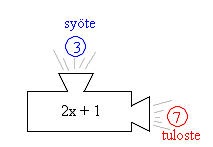 syöte
3
2x + 1
7
tuloste